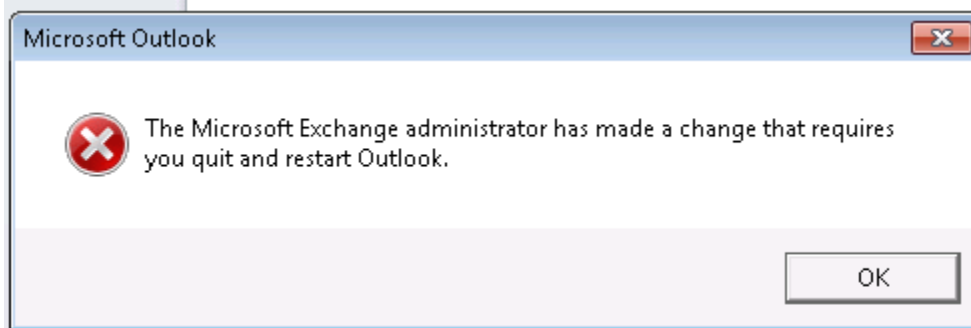 Microsoft Outlook
The Microsoft Exchange administrator has made a change that requires
you quit and restart Outlook.
OK